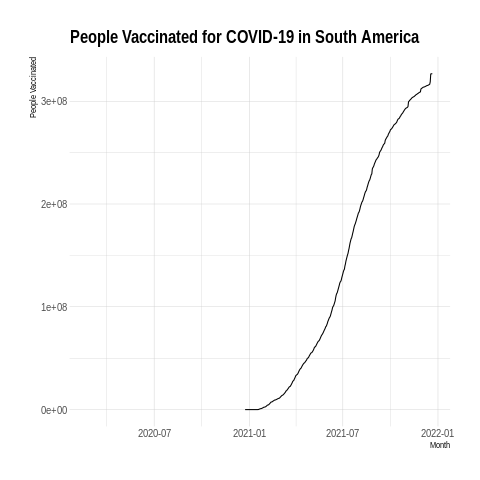 People Vaccinated for COVID-19 in South America
People Vaccinated
3e+08
2e+08
1e+08
0e+00
2020-07 2021-01 2021-07 2022-01
Month